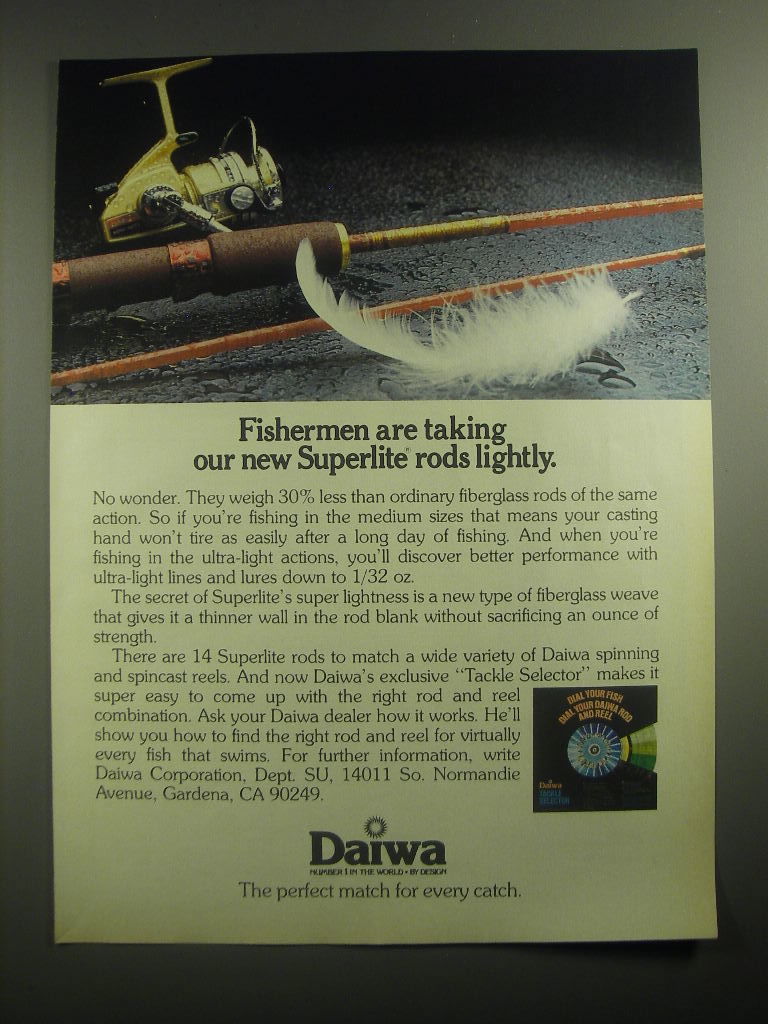 Fishermen are taking
our new Superlite® rods lightly.
No wonder. They weigh 30% less than ordinary fiberglass rods of the same
action. So if you're fishing in the medium sizes that means your casting
hand won't tire as easily after a long day of fishing. And when you're
fishing in the ultra-light actions, you'll discover better performance with
ultra-light lines and lures down to 1/32 oz.
The secret of Superlite's super lightness is a new type of fiberglass weave
that gives it a thinner wall in the rod blank without sacrificing an ounce of
strength.
There are 14 Superlite rods to match a wide variety of Daiwa spinning
and spincast reels. And now Daiwa's exclusive "Tackle Selector" makes it
super easy to come up with the right rod and reel
combination. Ask your Daiwa dealer how it works. He'll
show you how to find the right rod and reel for virtually
every fish that swims. For further information, write
Daiwa Corporation, Dept. SU, 14011 So. Normandie
Avenue, Gardena, CA 90249.
DIAL YOUR FISH
DIAL YOUR DAIWA ROD
AND REEL
Daiwa
TACKLE
SELECTOR
Daiwa
NUMBER 1 IN THE WORLD • BY DESIGN
The perfect match for every catch.